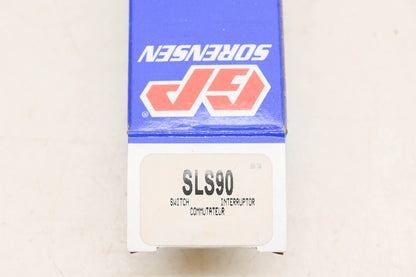 SORENSEN
GP
®
SLS90
SWITCH INTERRUPTOR
COMMUTATEUR